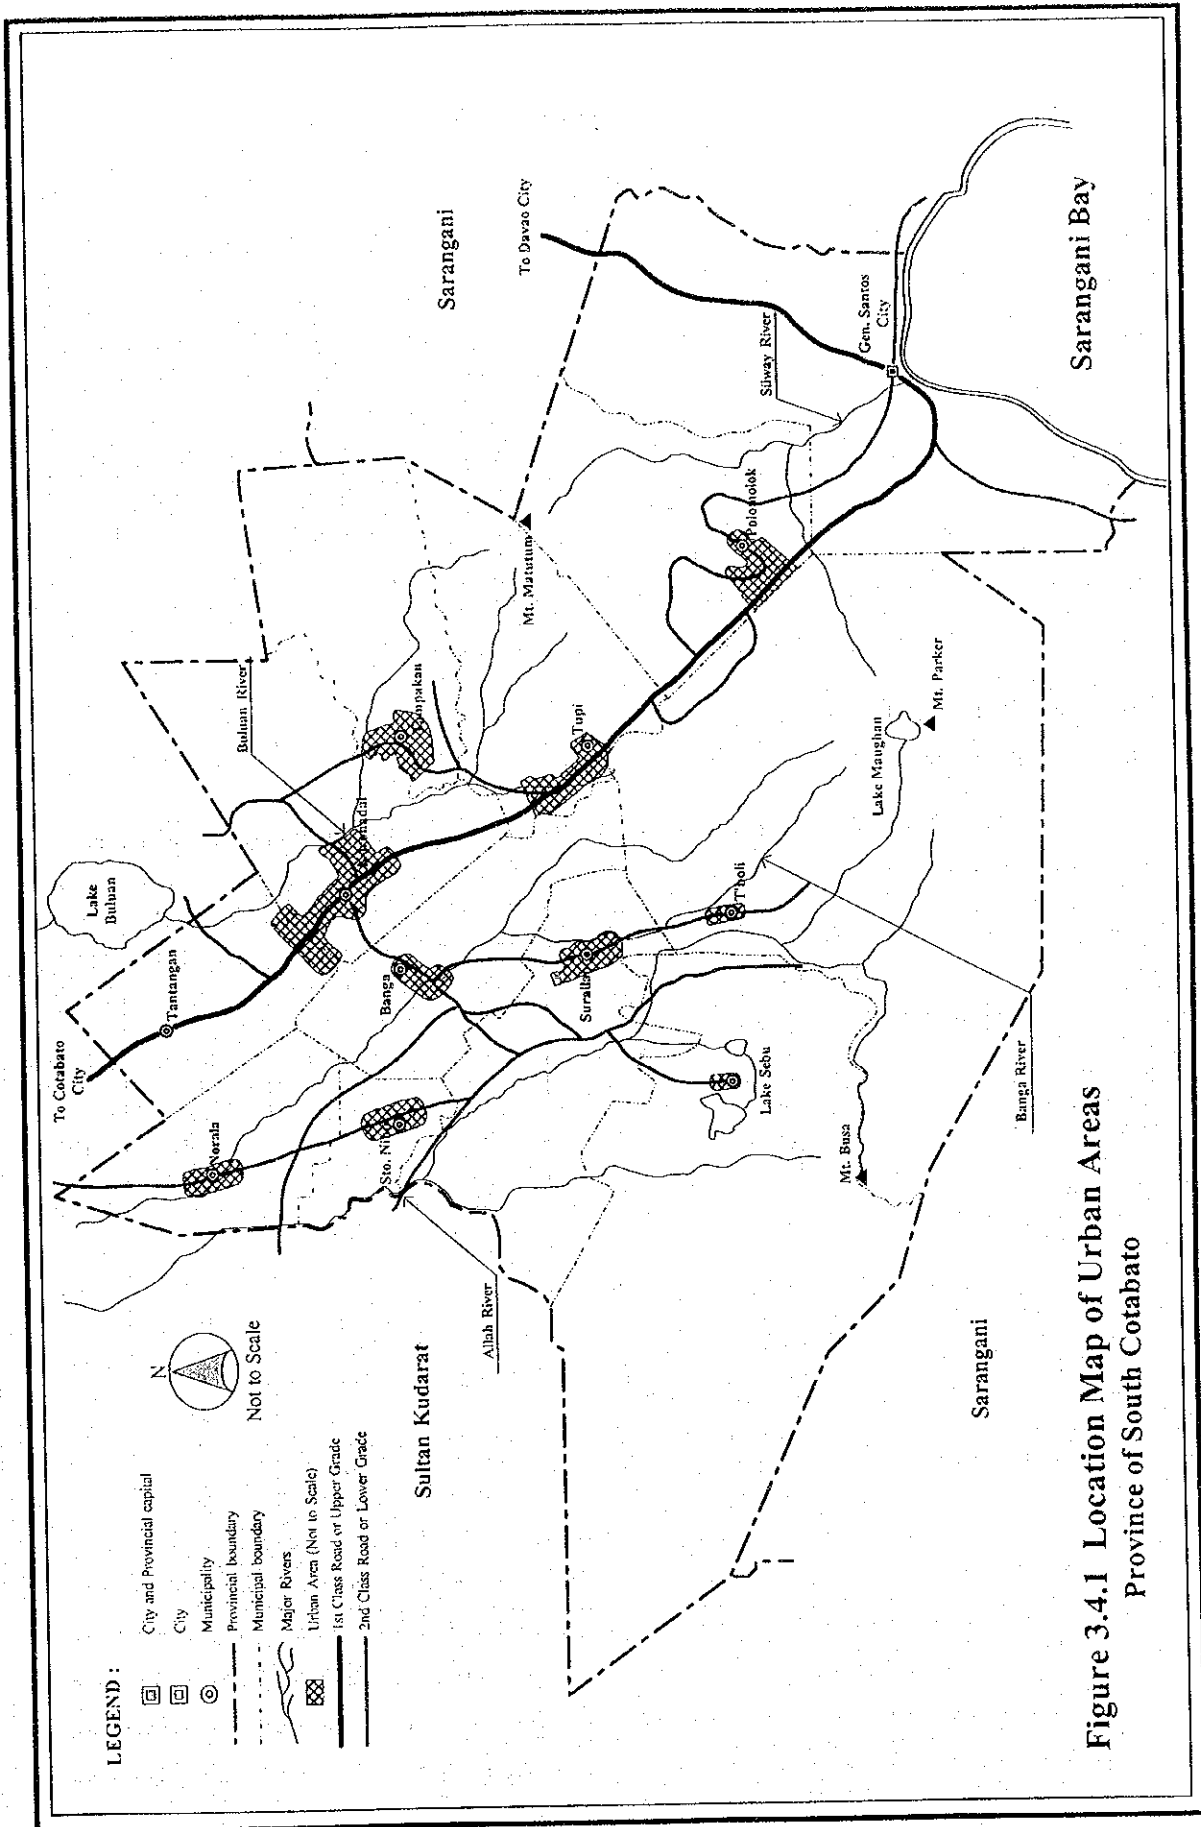 LEGEND :
City and Provincial capital
City
Municipality
Provincial boundary
Municipal boundary
Major Rivers
Urban Area (Not to Scale)
1st Class Road or Upper Grade
2nd Class Road or Lower Grade
N
Not to Scale
Sultan Kudarat
Sarangani
Sarangani
Sarangani Bay
To Cotabato
City
To Davao City
Lake
Buluan
Tantangan
Norala
Sto.
Banga
Surallah
T'boli
Lake Sebu
Tupi
Polomolok
Gen. Santos
City
Buluan River
Allah River
Banga River
Siiway River
Mt. Matutum
Mt. Parker
Mt. Busa
Lake Maughan
Figure 3.4.1 Location Map of Urban Areas
Province of South Cotabato